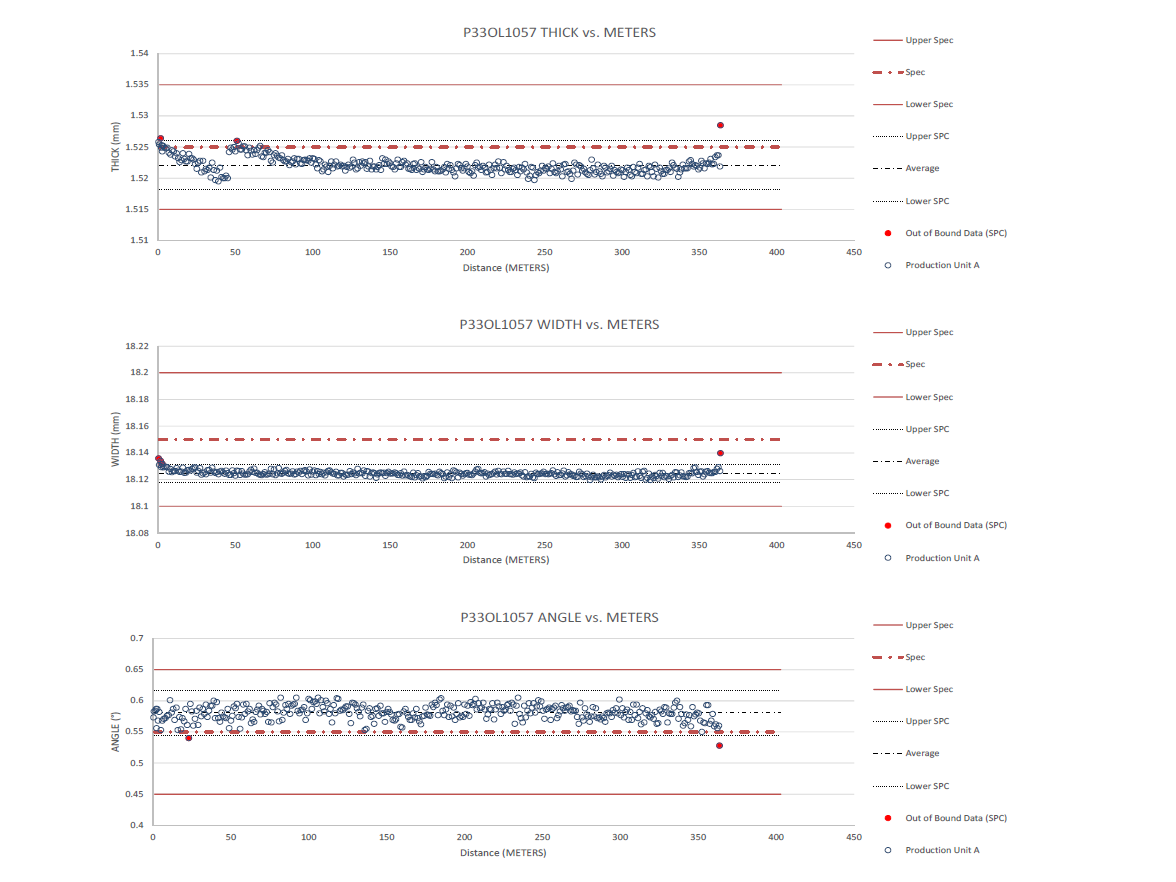 P33OL1057 THICK vs. METERS
1.54
1.535
1.53
1.525
1.52
1.515
1.51
THICK (mm)
0 50 100 150 200 250 300 350 400 450
Distance (METERS)
Upper Spec
Spec
Lower Spec
Upper SPC
Average
Lower SPC
Out of Bound Data (SPC)
Production Unit A
P33OL1057 WIDTH vs. METERS
18.22
18.2
18.18
18.16
18.14
18.12
18.1
18.08
WIDTH (mm)
0 50 100 150 200 250 300 350 400 450
Distance (METERS)
Upper Spec
Spec
Lower Spec
Upper SPC
Average
Lower SPC
Out of Bound Data (SPC)
Production Unit A
P33OL1057 ANGLE vs. METERS
0.7
0.65
0.6
0.55
0.5
0.45
0.4
ANGLE (°)
0 50 100 150 200 250 300 350 400 450
Distance (METERS)
Upper Spec
Spec
Lower Spec
Upper SPC
Average
Lower SPC
Out of Bound Data (SPC)
Production Unit A